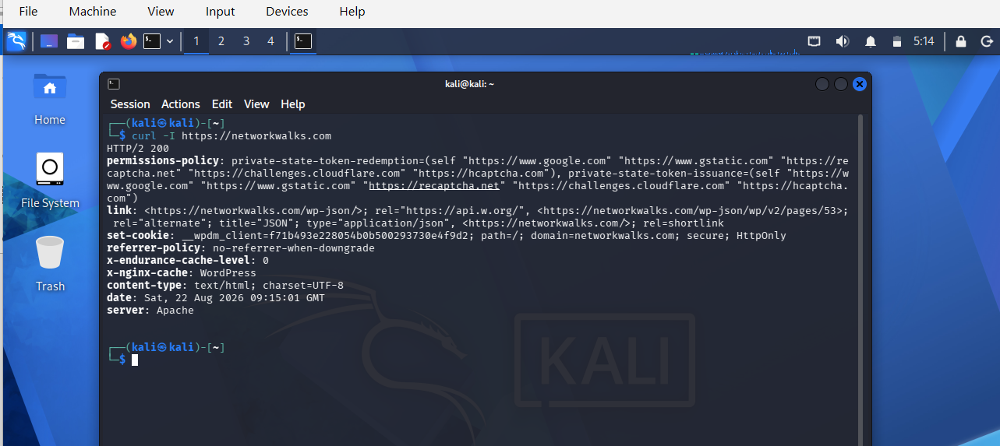 File Machine View Input Devices Help
1 2 3 4 5:14
kali@kali: ~
Session Actions Edit View Help
Home
File System
Trash
┌──(kali㉿kali)-[~]
└─$ curl -I https://networkwalks.com
HTTP/2 200
permissions-policy: private-state-token-redemption=(self "https://www.google.com" "https://www.gstatic.com" "https://re
captcha.net" "https://challenges.cloudflare.com" "https://hcaptcha.com"), private-state-token-issuance=(self "https://w
ww.google.com" "https://www.gstatic.com" "https://recaptcha.net" "https://challenges.cloudflare.com" "https://hcaptcha.
com")
link: <https://networkwalks.com/wp-json/>; rel="https://api.w.org/", <https://networkwalks.com/wp-json/wp/v2/pages/53>;
 rel="alternate"; title="JSON"; type="application/json", <https://networkwalks.com/>; rel=shortlink
set-cookie: __wpdm_client=f71b493e228054b0b500293730e4f9d2; path=/; domain=networkwalks.com; secure; HttpOnly
referrer-policy: no-referrer-when-downgrade
x-endurance-cache-level: 0
x-nginx-cache: WordPress
content-type: text/html; charset=UTF-8
date: Sat, 22 Aug 2026 09:15:01 GMT
server: Apache
┌──(kali㉿kali)-[~]
└─$
KALI